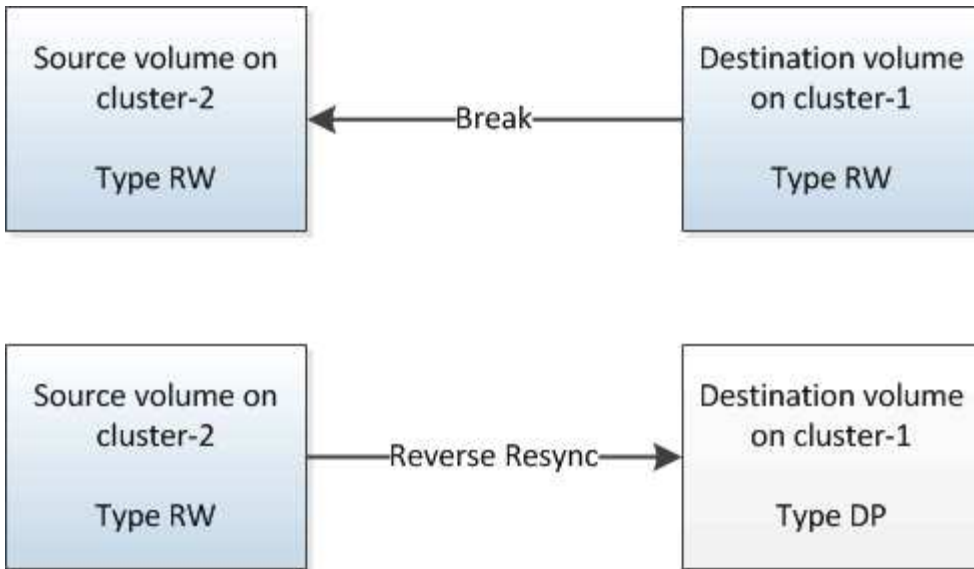 Source volume on
cluster-2
Type RW
Break
Destination volume
on cluster-1
Type RW
Source volume on
cluster-2
Type RW
Reverse Resync
Destination volume
on cluster-1
Type DP